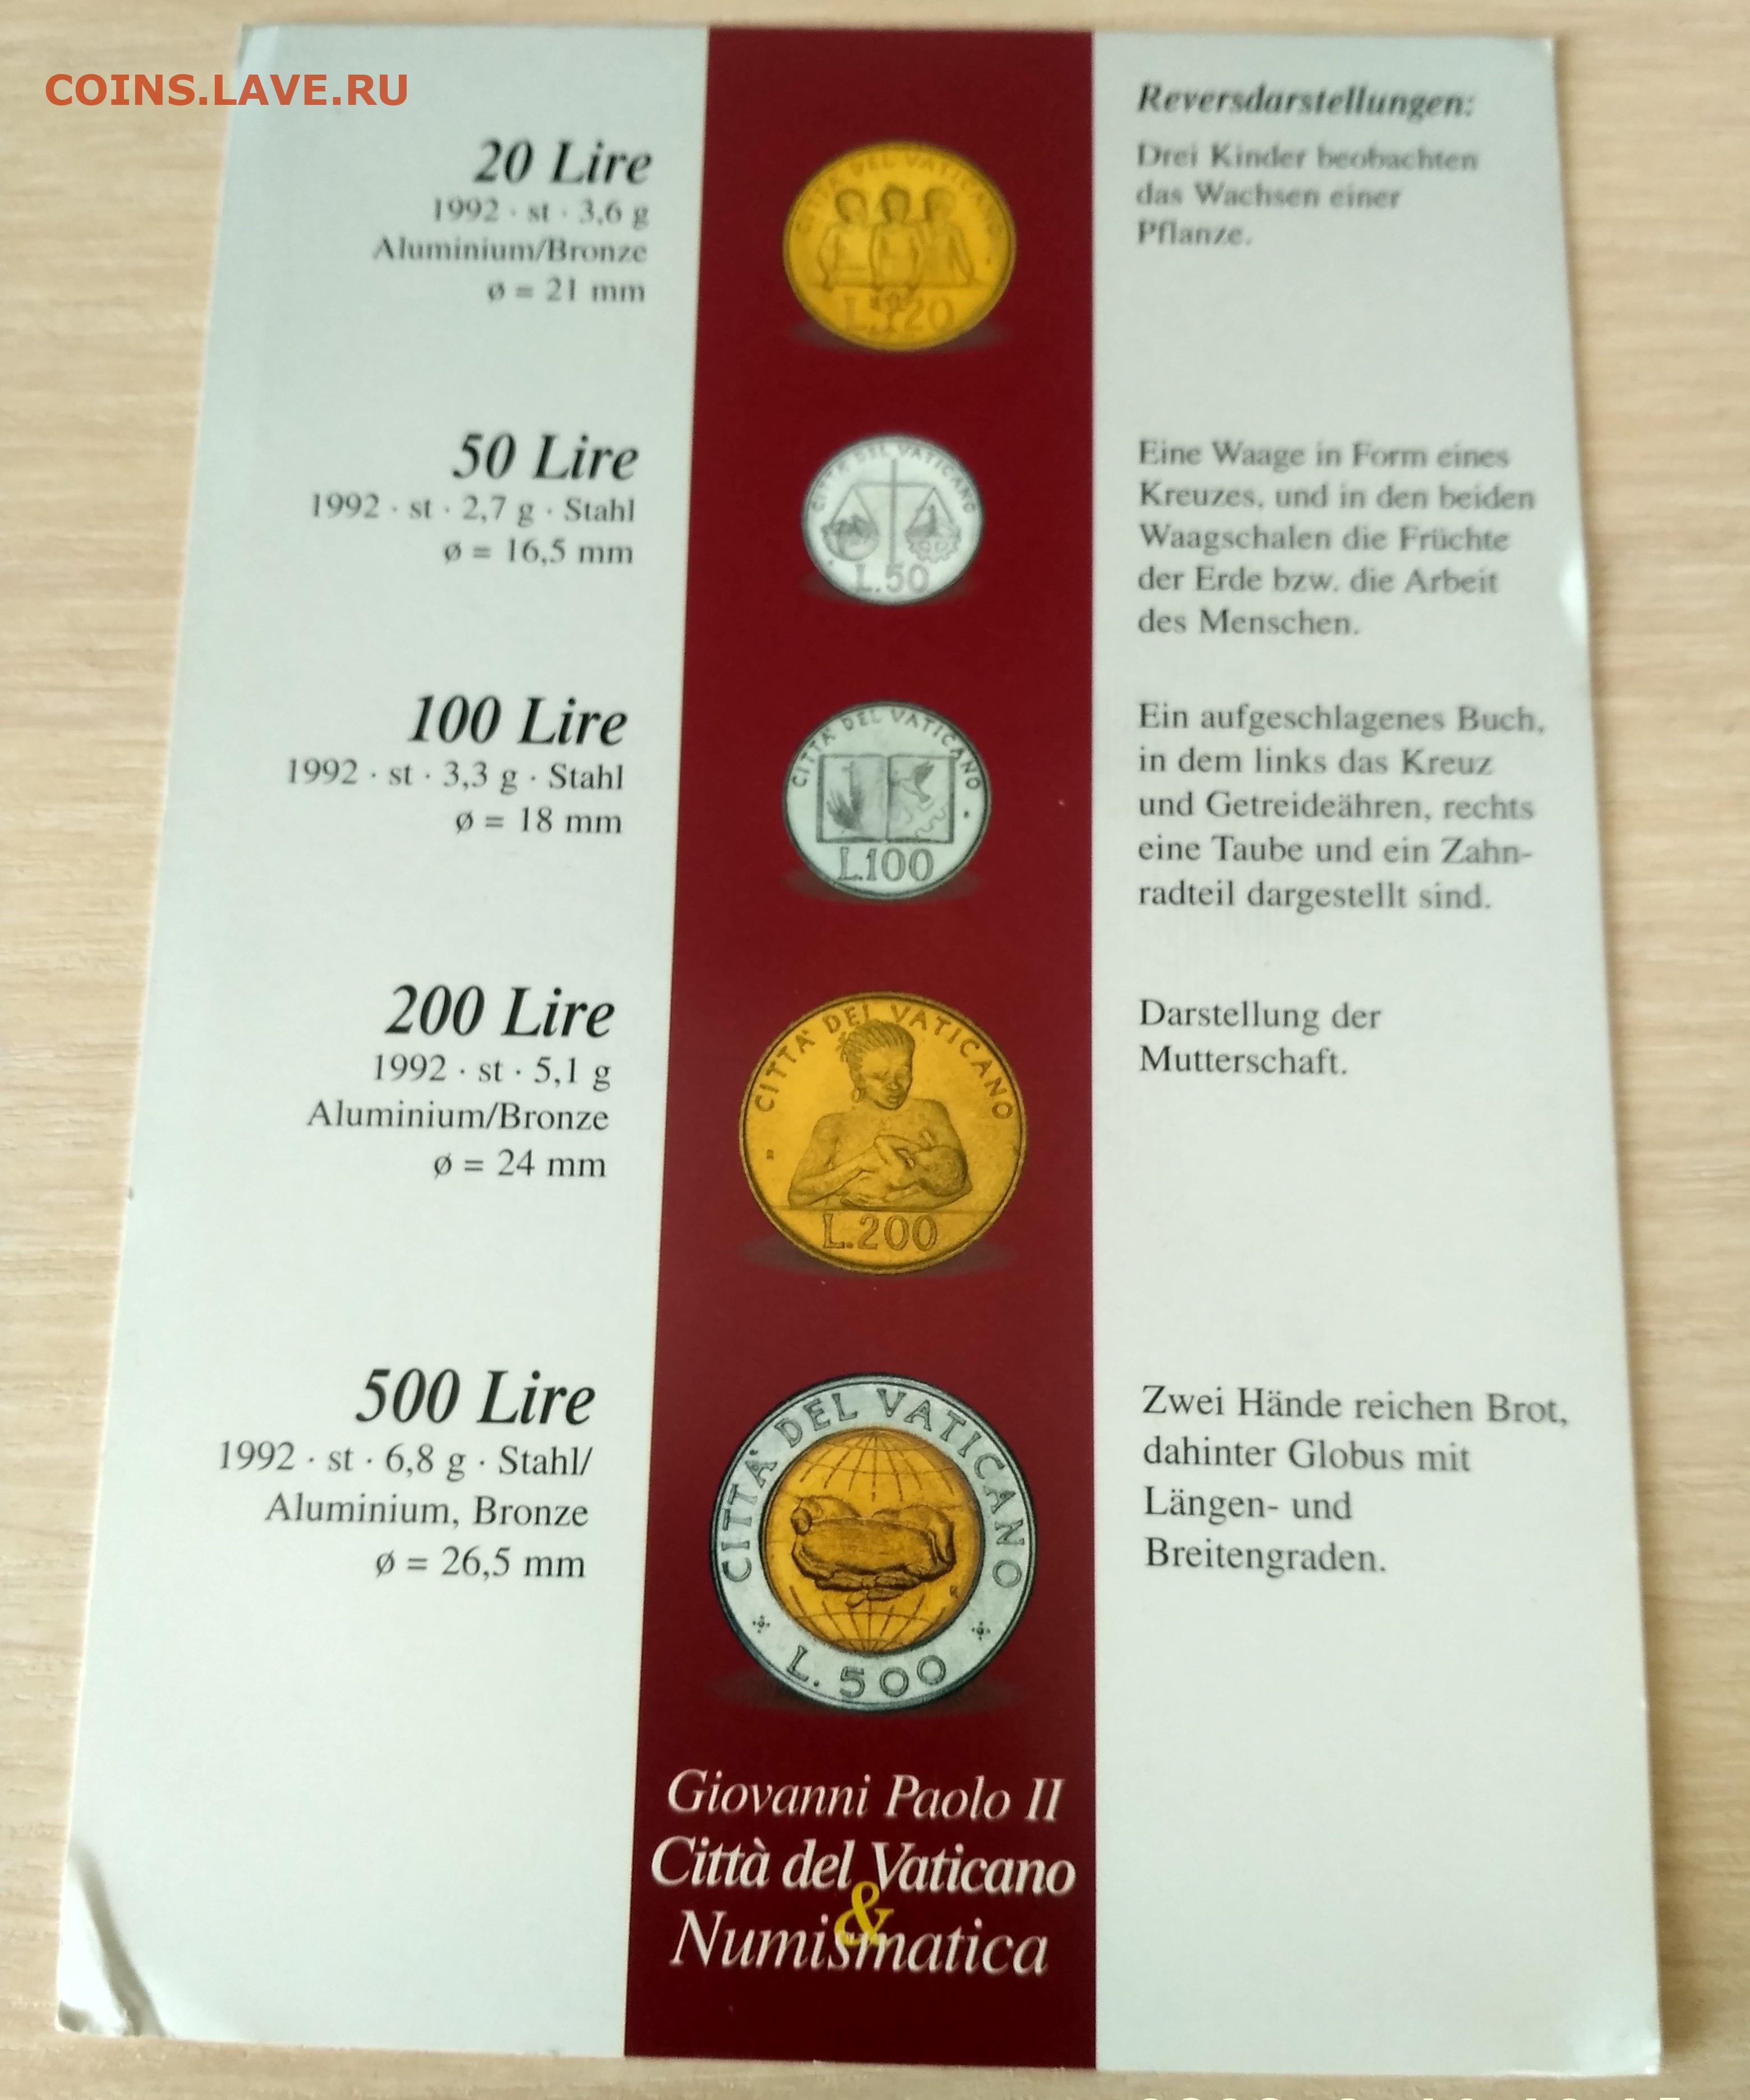 COINS.LAVE.RU
20 Lire
1992 · st · 3,6 g
Aluminium/Bronze
ø = 21 mm
CITTÀ DEL VATICANO
L. 20
Reversdarstellungen:
Drei Kinder beobachten
das Wachsen einer
Pflanze.
50 Lire
1992 · st · 2,7 g · Stahl
ø = 16,5 mm
CITTÀ DEL VATICANO
L.50
Eine Waage in Form eines
Kreuzes, und in den beiden
Waagschalen die Früchte
der Erde bzw. die Arbeit
des Menschen.
100 Lire
1992 · st · 3,3 g · Stahl
ø = 18 mm
CITTA' DEL VATICANO
L.100
Ein aufgeschlagenes Buch,
in dem links das Kreuz
und Getreideähren, rechts
eine Taube und ein Zahn-
radteil dargestellt sind.
200 Lire
1992 · st · 5,1 g
Aluminium/Bronze
ø = 24 mm
CITTA' DEL VATICANO
L.200
Darstellung der
Mutterschaft.
500 Lire
1992 · st · 6,8 g · Stahl/
Aluminium, Bronze
ø = 26,5 mm
CITTA' DEL VATICANO
L. 500
Zwei Hände reichen Brot,
dahinter Globus mit
Längen- und
Breitengraden.
Giovanni Paolo II
Città del Vaticano
&
Numismatica